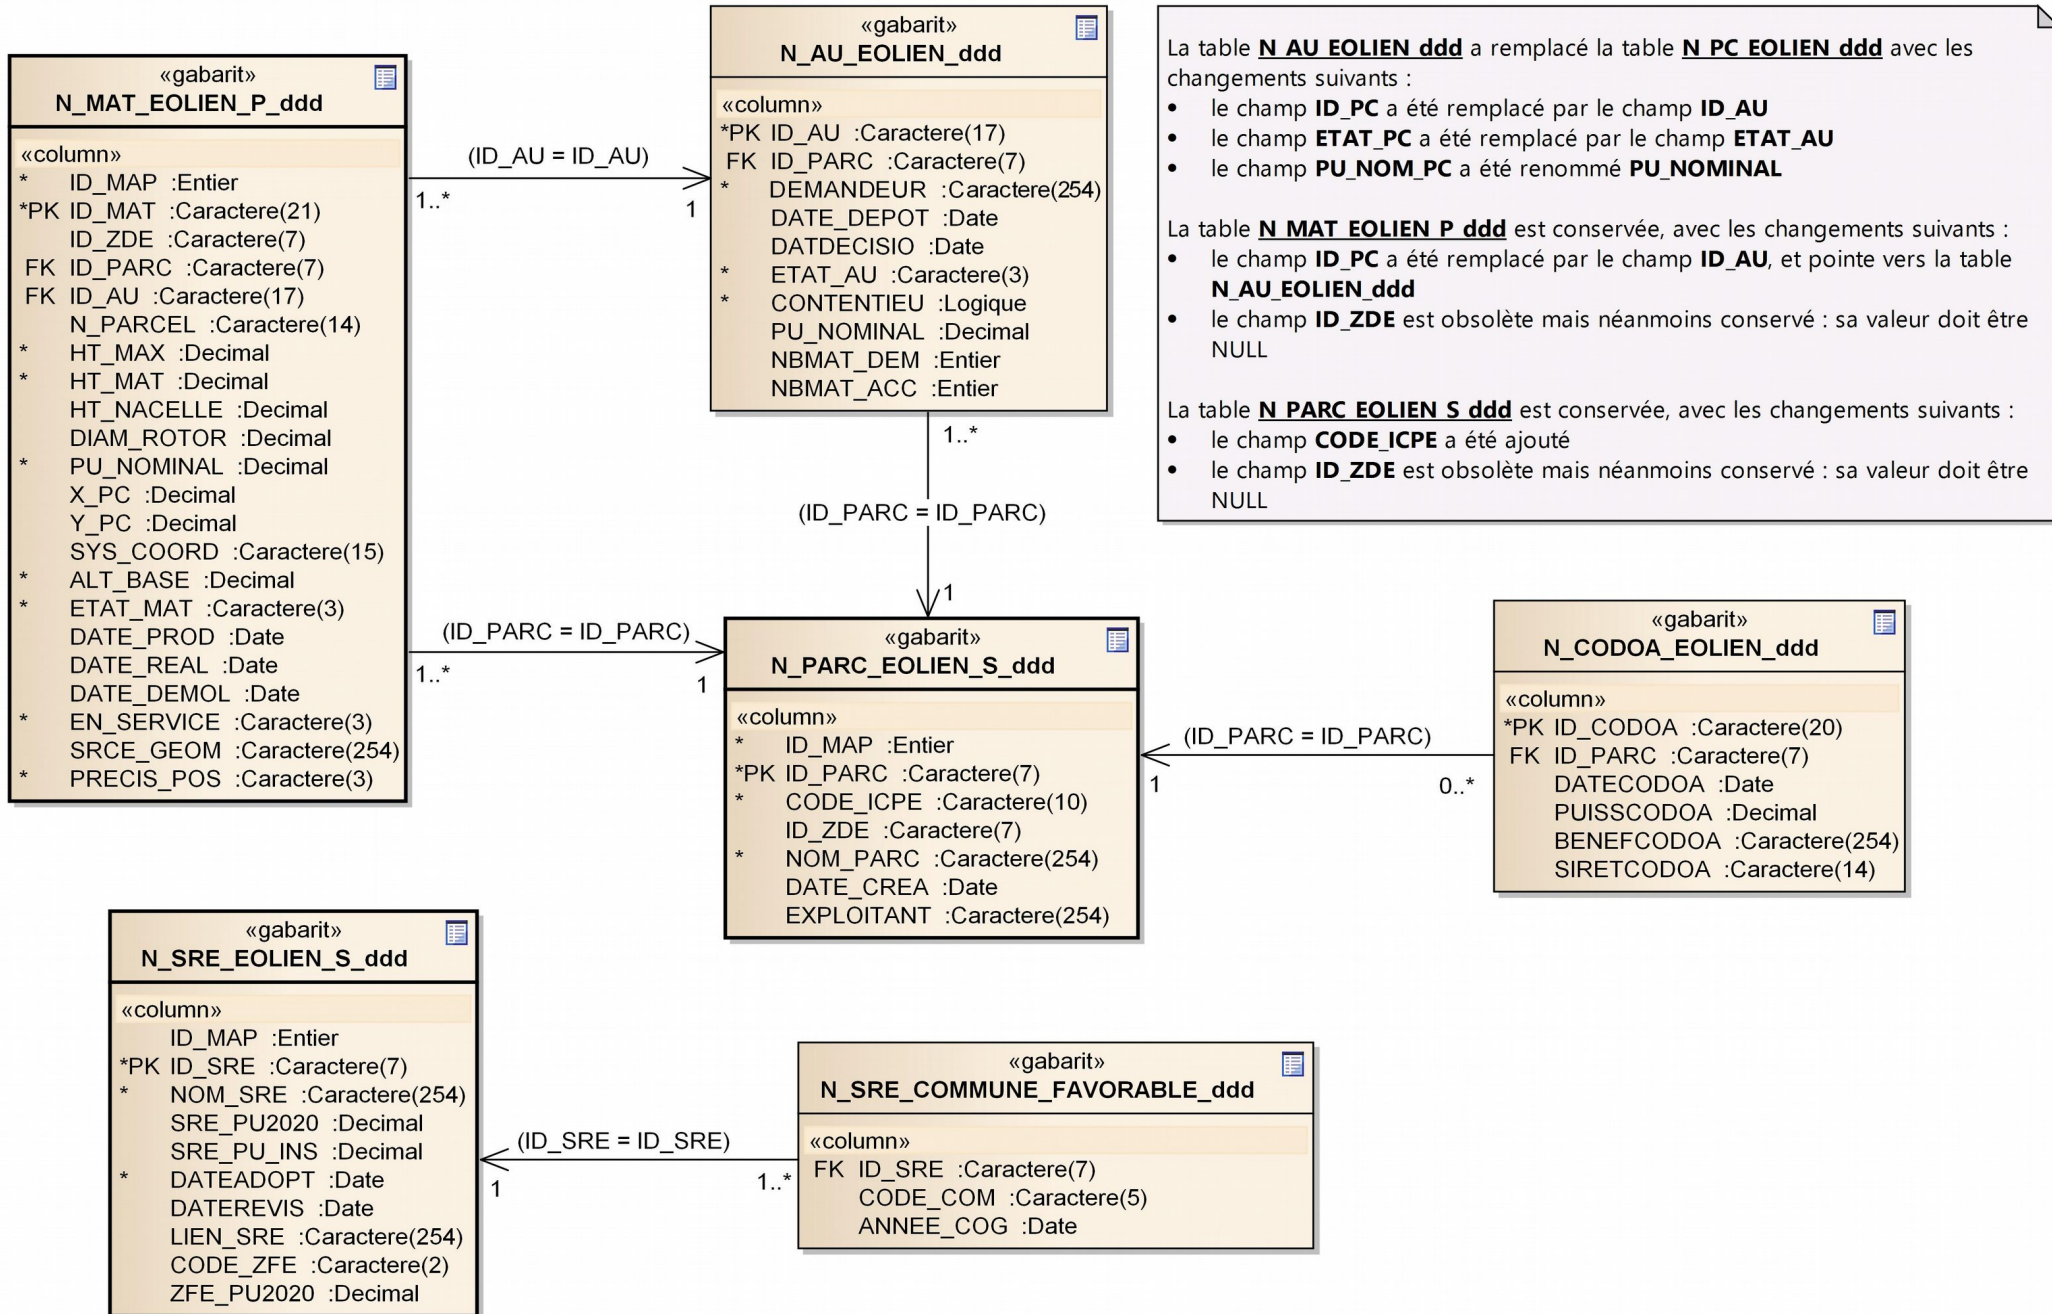 «gabarit»
N_MAT_EOLIEN_P_ddd
«column»
* ID_MAP :Entier
*PK ID_MAT :Caractere(21)
ID_ZDE :Caractere(7)
FK ID_PARC :Caractere(7)
FK ID_AU :Caractere(17)
N_PARCEL :Caractere(14)
* HT_MAX :Decimal
* HT_MAT :Decimal
HT_NACELLE :Decimal
DIAM_ROTOR :Decimal
* PU_NOMINAL :Decimal
X_PC :Decimal
Y_PC :Decimal
SYS_COORD :Caractere(15)
* ALT_BASE :Decimal
* ETAT_MAT :Caractere(3)
DATE_PROD :Date
DATE_REAL :Date
DATE_DEMOL :Date
* EN_SERVICE :Caractere(3)
SRCE_GEOM :Caractere(254)
* PRECIS_POS :Caractere(3)
(ID_AU = ID_AU)
1..*
1
«gabarit»
N_AU_EOLIEN_ddd
«column»
*PK ID_AU :Caractere(17)
FK ID_PARC :Caractere(7)
* DEMANDEUR :Caractere(254)
DATE_DEPOT :Date
DATDECISIO :Date
* ETAT_AU :Caractere(3)
* CONTENTIEU :Logique
PU_NOMINAL :Decimal
NBMAT_DEM :Entier
NBMAT_ACC :Entier
1..*
(ID_PARC = ID_PARC)
1
La table N_AU_EOLIEN_ddd a remplacé la table N_PC_EOLIEN_ddd avec les
changements suivants :
• le champ ID_PC a été remplacé par le champ ID_AU
• le champ ETAT_PC a été remplacé par le champ ETAT_AU
• le champ PU_NOM_PC a été renommé PU_NOMINAL
La table N_MAT_EOLIEN_P_ddd est conservée, avec les changements suivants :
• le champ ID_PC a été remplacé par le champ ID_AU, et pointe vers la table
N_AU_EOLIEN_ddd
• le champ ID_ZDE est obsolète mais néanmoins conservé : sa valeur doit être
NULL
La table N_PARC_EOLIEN_S_ddd est conservée, avec les changements suivants :
• le champ CODE_ICPE a été ajouté
• le champ ID_ZDE est obsolète mais néanmoins conservé : sa valeur doit être
NULL
(ID_PARC = ID_PARC)
1..*
1
«gabarit»
N_PARC_EOLIEN_S_ddd
«column»
* ID_MAP :Entier
*PK ID_PARC :Caractere(7)
* CODE_ICPE :Caractere(10)
ID_ZDE :Caractere(7)
* NOM_PARC :Caractere(254)
DATE_CREA :Date
EXPLOITANT :Caractere(254)
(ID_PARC = ID_PARC)
1
0..*
«gabarit»
N_CODOA_EOLIEN_ddd
«column»
*PK ID_CODOA :Caractere(20)
FK ID_PARC :Caractere(7)
DATECODOA :Date
PUISSCODOA :Decimal
BENEFCODOA :Caractere(254)
SIRETCODOA :Caractere(14)
«gabarit»
N_SRE_EOLIEN_S_ddd
«column»
ID_MAP :Entier
*PK ID_SRE :Caractere(7)
* NOM_SRE :Caractere(254)
SRE_PU2020 :Decimal
SRE_PU_INS :Decimal
* DATEADOPT :Date
DATEREVIS :Date
LIEN_SRE :Caractere(254)
CODE_ZFE :Caractere(2)
ZFE_PU2020 :Decimal
(ID_SRE = ID_SRE)
1
1..*
«gabarit»
N_SRE_COMMUNE_FAVORABLE_ddd
«column»
FK ID_SRE :Caractere(7)
CODE_COM :Caractere(5)
ANNEE_COG :Date